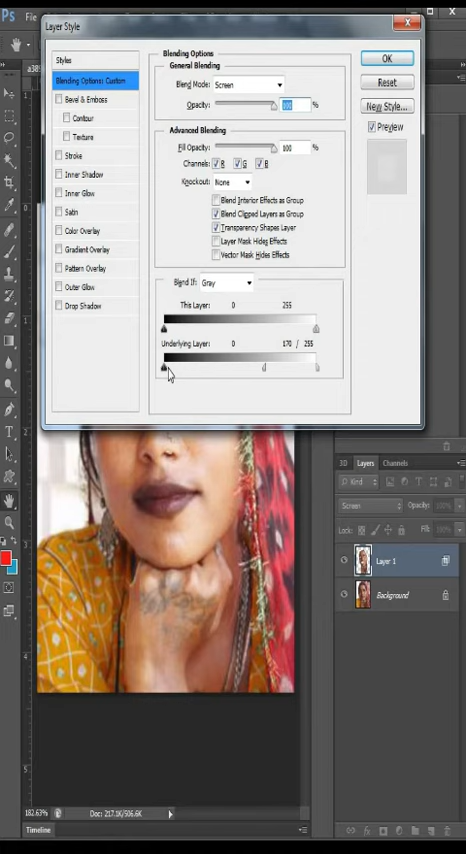 Ps File
Layer Style
Styles
Blending Options: Custom
Bevel & Emboss
Contour
Texture
Stroke
Inner Shadow
Inner Glow
Satin
Color Overlay
Gradient Overlay
Pattern Overlay
Outer Glow
Drop Shadow
Blending Options
General Blending
Blend Mode: Screen
Opacity: 100 %
Advanced Blending
Fill Opacity: 100 %
Channels: R G B
Knockout: None
Blend Interior Effects as Group
Blend Clipped Layers as Group
Transparency Shapes Layer
Layer Mask Hides Effects
Vector Mask Hides Effects
Blend If: Gray
This Layer: 0 255
Underlying Layer: 0 170 / 255
OK
Reset
New Style...
Preview
3D Layers Channels
Kind
Screen Opacity:
Lock: Fill:
Layer 1
Background
182.63% Doc: 217.1K/506.6K
Timeline